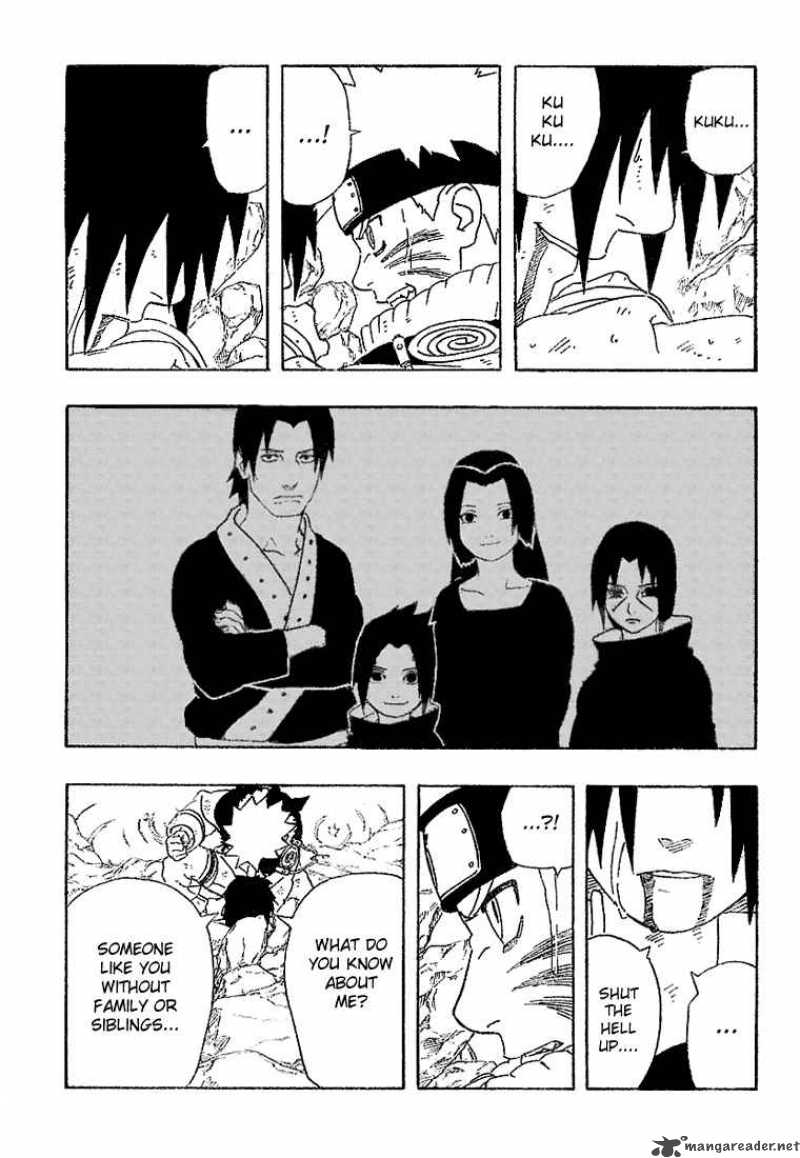 KUKU...
KU
KU
KU....
...!
...
...
SHUT
THE
HELL
UP....
...?!
WHAT DO
YOU KNOW
ABOUT
ME?
SOMEONE
LIKE YOU
WITHOUT
FAMILY OR
SIBLINGS...
mangareader.net